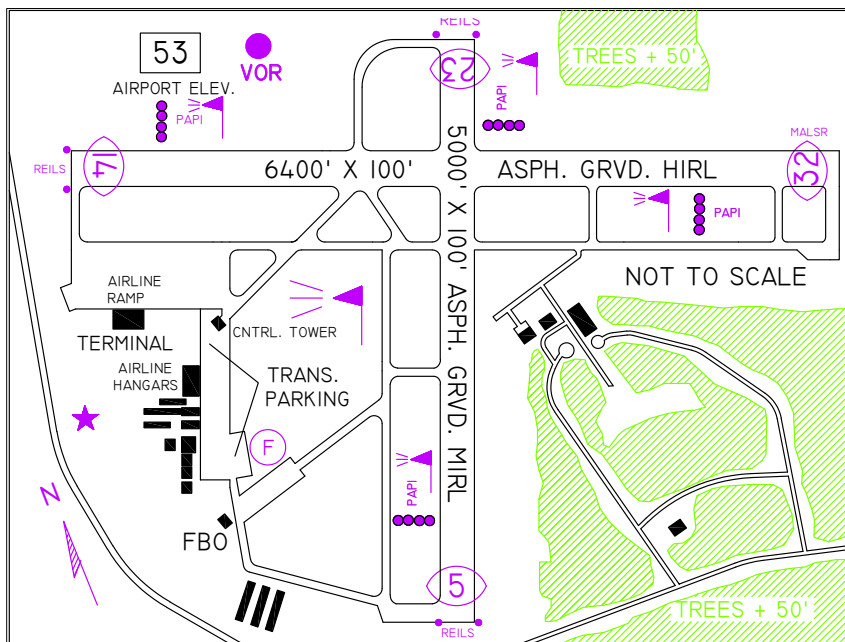 REILS
53
VOR
23
TREES + 50'
AIRPORT ELEV.
PAPI
PAPI
MALSR
REILS
14
6400' X 100'
ASPH. GRVD. HIRL
32
5000' X 100' ASPH. GRVD. MIRL
PAPI
NOT TO SCALE
AIRLINE
RAMP
CNTRL. TOWER
TERMINAL
AIRLINE
HANGARS
TRANS.
PARKING
F
PAPI
N
FBO
5
REILS
TREES + 50'